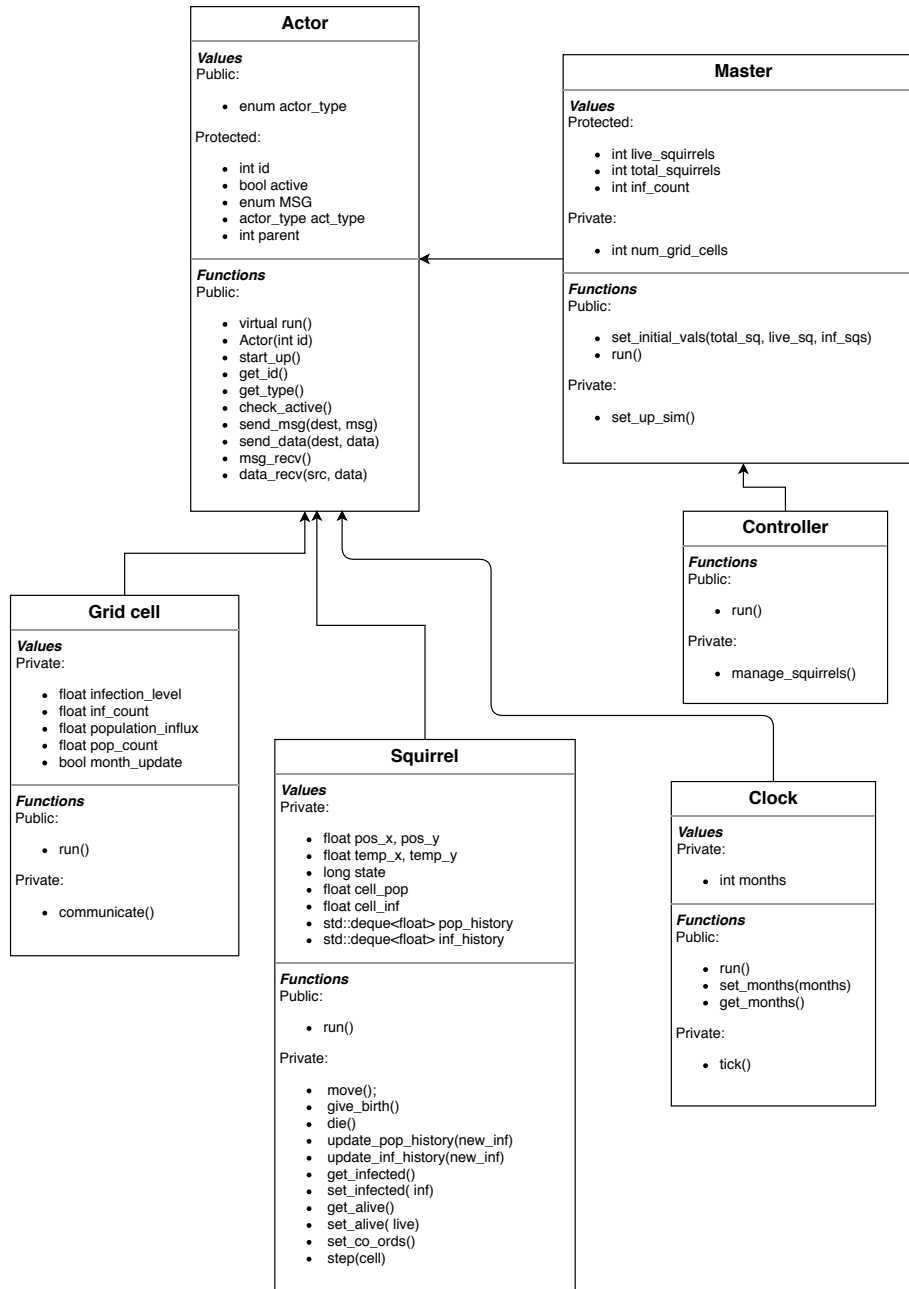 Actor
Values
Public:
• enum actor_type
Protected:
• int id
• bool active
• enum MSG
• actor_type act_type
• int parent
Functions
Public:
• virtual run()
• Actor(int id)
• start_up()
• get_id()
• get_type()
• check_active()
• send_msg(dest, msg)
• send_data(dest, data)
• msg_recv()
• data_recv(src, data)
Master
Values
Protected:
• int live_squirrels
• int total_squirrels
• int inf_count
Private:
• int num_grid_cells
Functions
Public:
• set_initial_vals(total_sq, live_sq, inf_sqs)
• run()
Private:
• set_up_sim()
Controller
Functions
Public:
• run()
Private:
• manage_squirrels()
Grid cell
Values
Private:
• float infection_level
• float inf_count
• float population_influx
• float pop_count
• bool month_update
Functions
Public:
• run()
Private:
• communicate()
Squirrel
Values
Private:
• float pos_x, pos_y
• float temp_x, temp_y
• long state
• float cell_pop
• float cell_inf
• std::deque<float> pop_history
• std::deque<float> inf_history
Functions
Public:
• run()
Private:
• move();
• give_birth()
• die()
• update_pop_history(new_inf)
• update_inf_history(new_inf)
• get_infected()
• set_infected( inf)
• get_alive()
• set_alive( live)
• set_co_ords()
• step(cell)
Clock
Values
Private:
• int months
Functions
Public:
• run()
• set_months(months)
• get_months()
Private:
• tick()